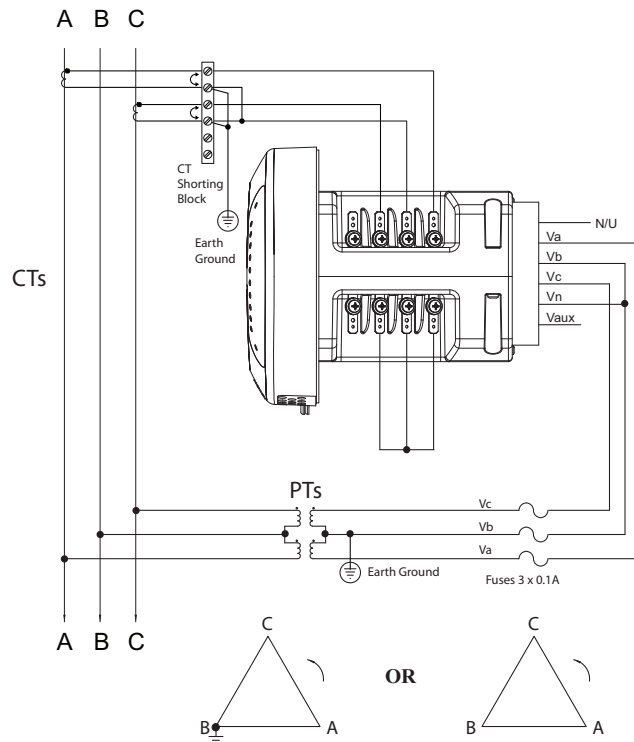 A B C
CT
Shorting
Block
Earth
Ground
N/U
Va
Vb
Vc
Vn
Vaux
CTs
PTs
Vc
Vb
Va
Earth Ground
Fuses 3 x 0.1A
A B C
C
B
A
OR
C
B
A